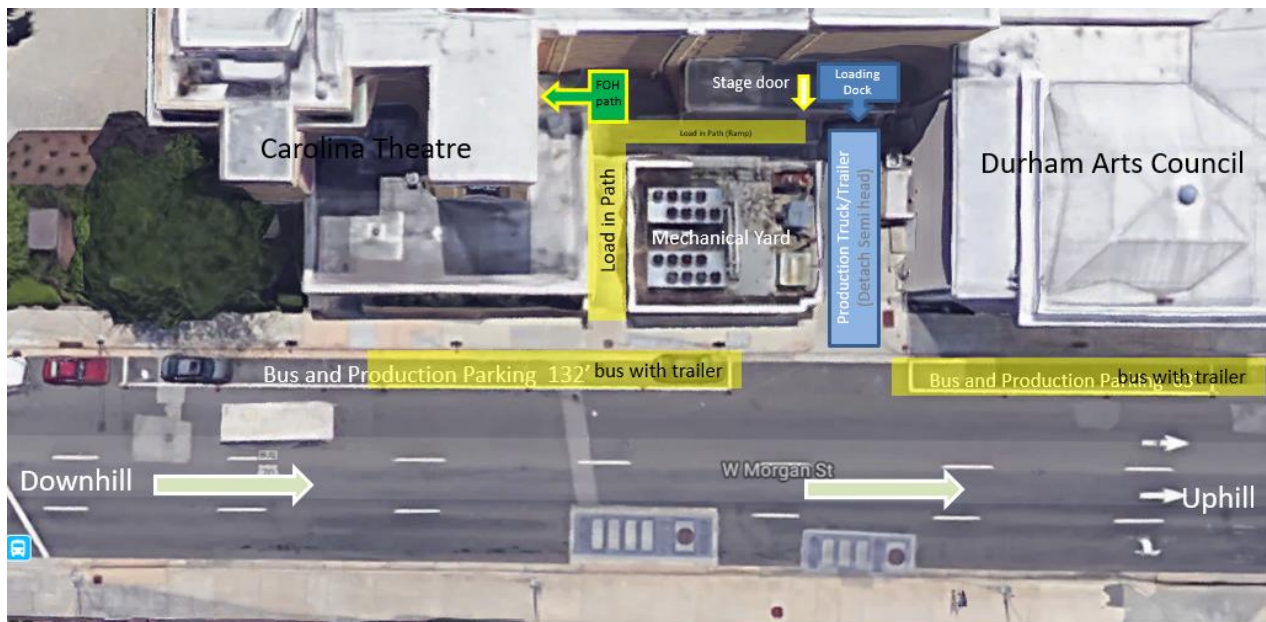 FOH
path
Stage door
Loading
Dock
Load in Path (Ramp)
Carolina Theatre
Durham Arts Council
Load in Path
Mechanical Yard
Production Truck/Trailer
(Detach Semi head)
Bus and Production Parking 132' bus with trailer
Bus and Production Parking bus with trailer
W Morgan St
Downhill
Uphill